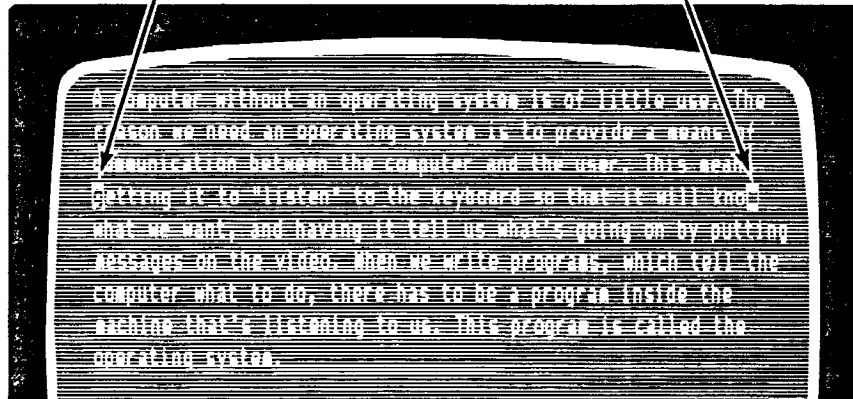 A computer without an operating system is of little use. The
reason we need an operating system is to provide a means of
communication between the computer and the user. This means
getting it to "listen" to the keyboard so that it will know
what we want, and having it tell us what's going on by putting
messages on the video. When we write programs, which tell the
computer what to do, there has to be a program inside the
machine that's listening to us. This program is called the
operating system.